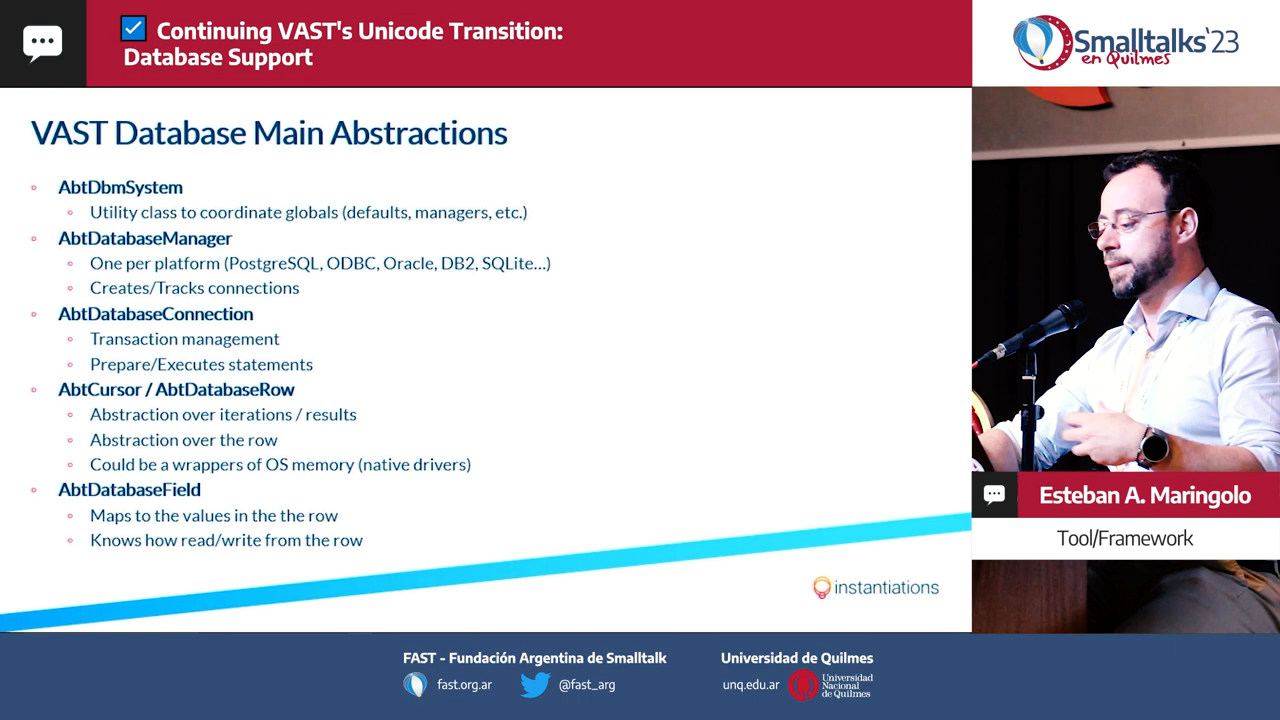 Continuing VAST's Unicode Transition:
Database Support
Smalltalks'23
en Quilmes
VAST Database Main Abstractions
AbtDbmSystem
Utility class to coordinate globals (defaults, managers, etc.)
AbtDatabaseManager
One per platform (PostgreSQL, ODBC, Oracle, DB2, SQLite...)
Creates/Tracks connections
AbtDatabaseConnection
Transaction management
Prepare/Executes statements
AbtCursor / AbtDatabaseRow
Abstraction over iterations / results
Abstraction over the row
Could be a wrappers of OS memory (native drivers)
AbtDatabaseField
Maps to the values in the the row
Knows how read/write from the row
instantiations
Esteban A. Maringolo
Tool/Framework
FAST - Fundación Argentina de Smalltalk
fast.org.ar
@fast_arg
Universidad de Quilmes
unq.edu.ar
Universidad
Nacional
de Quilmes